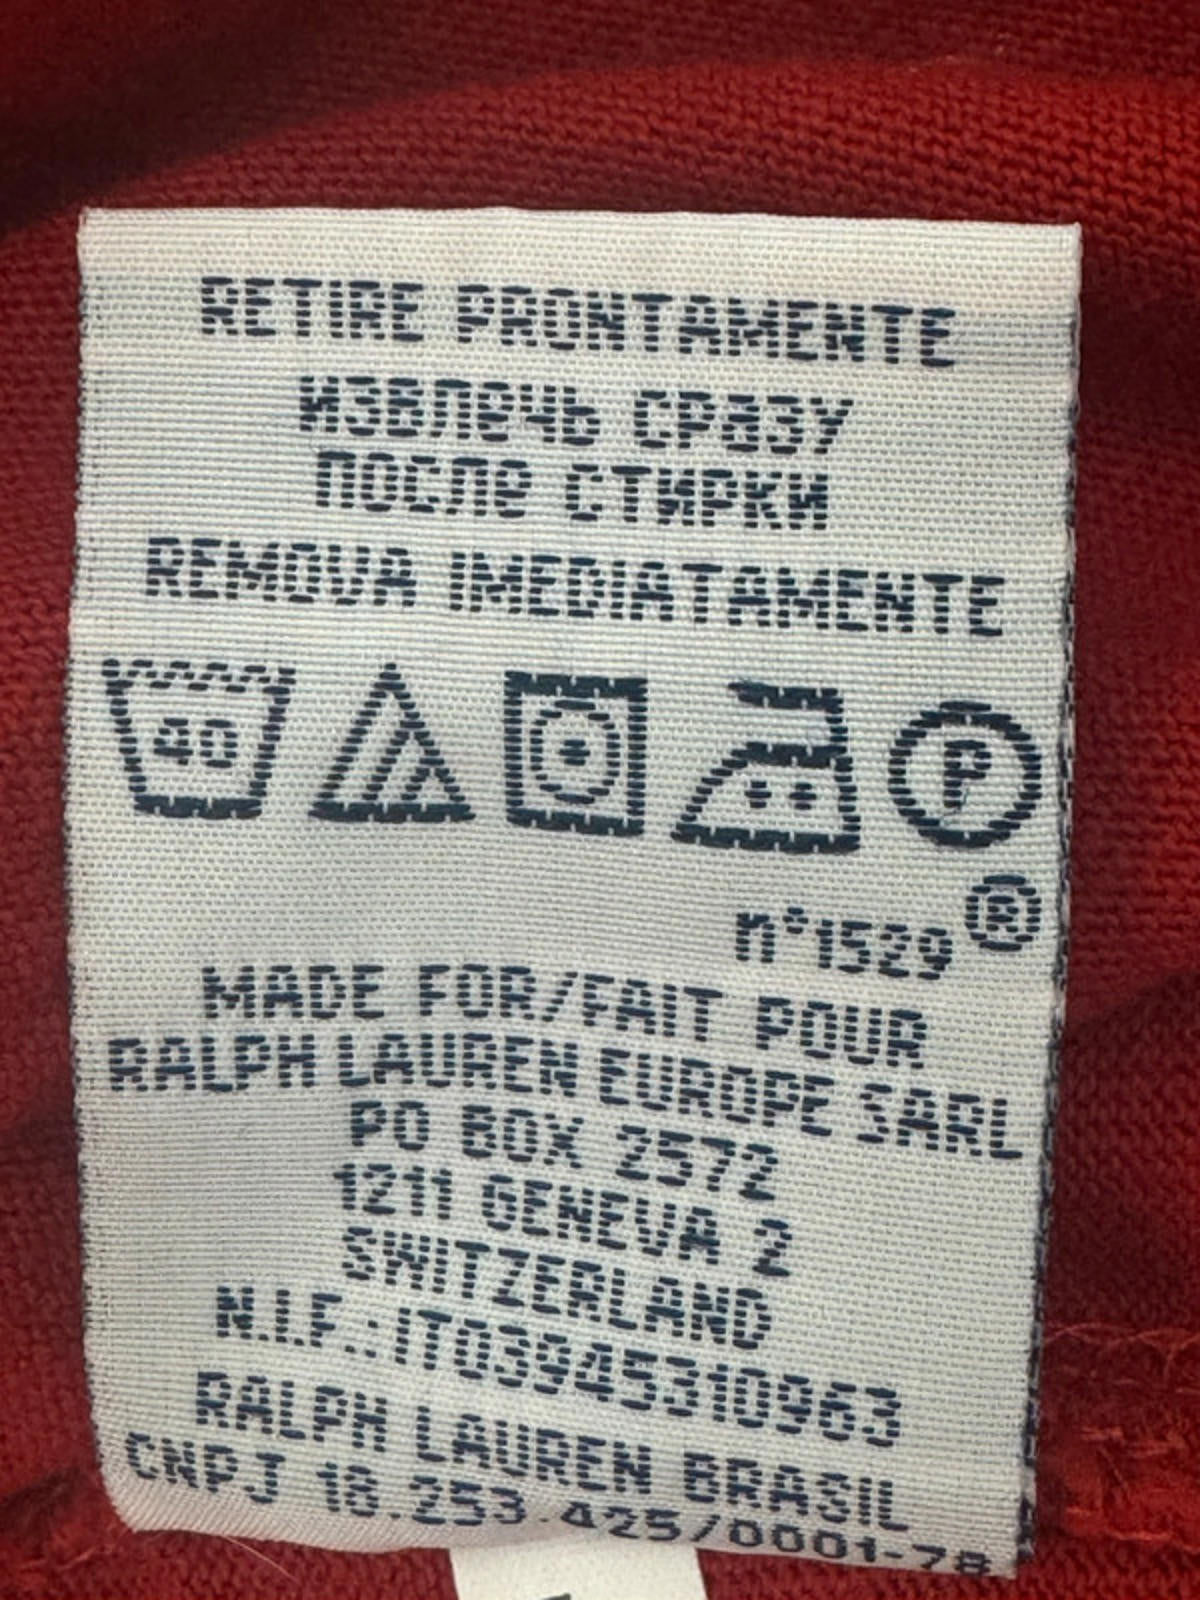 RETIRE PRONTAMENTE
ИЗВЛеЧЬ СРаЗУ
ПОСЛе СТИРКИ
REMOVA IMEDIATAMENTE
40 P
n°1529 ®
MADE FOR/FAIT POUR
RALPH LAUREN EUROPE SARL
PO BOX 2572
1211 GENEVA 2
SWITZERLAND
N.I.F.:IT03945310963
RALPH LAUREN BRASIL
CNPJ 18.253.425/0001-78